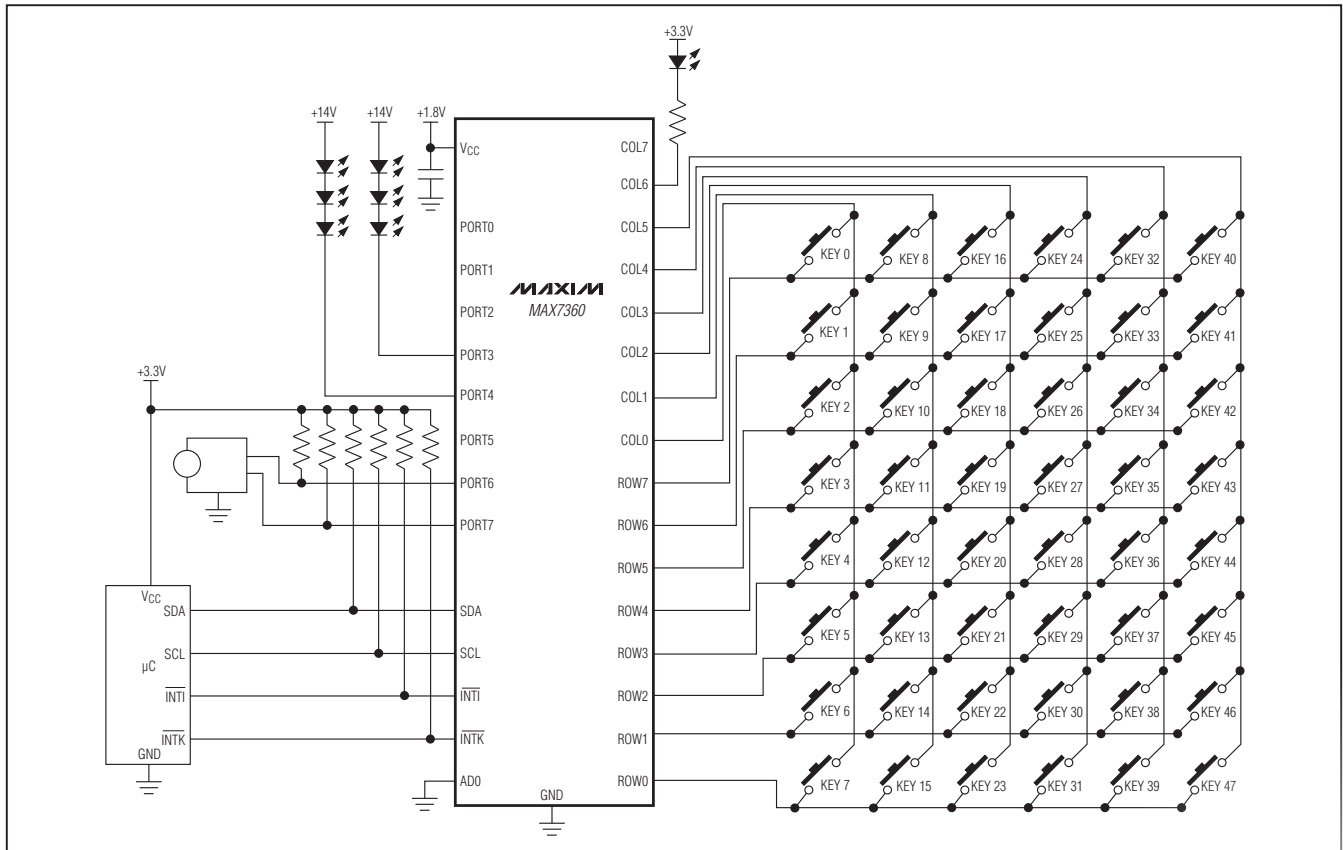 +3.3V
+14V
+14V
+1.8V
VCC
COL7
COL6
PORT0
COL5
KEY 0
KEY 8
KEY 16
KEY 24
KEY 32
KEY 40
PORT1
COL4
MAXIM
MAX7360
PORT2
COL3
KEY 1
KEY 9
KEY 17
KEY 25
KEY 33
KEY 41
PORT3
COL2
+3.3V
PORT4
COL1
KEY 2
KEY 10
KEY 18
KEY 26
KEY 34
KEY 42
PORT5
COL0
PORT6
ROW7
KEY 3
KEY 11
KEY 19
KEY 27
KEY 35
KEY 43
PORT7
ROW6
KEY 4
KEY 12
KEY 20
KEY 28
KEY 36
KEY 44
ROW5
VCC
SDA
SDA
ROW4
KEY 5
KEY 13
KEY 21
KEY 29
KEY 37
KEY 45
SCL
SCL
ROW3
µC
INTI
INTI
ROW2
KEY 6
KEY 14
KEY 22
KEY 30
KEY 38
KEY 46
INTK
INTK
ROW1
GND
AD0
ROW0
KEY 7
KEY 15
KEY 23
KEY 31
KEY 39
KEY 47
GND